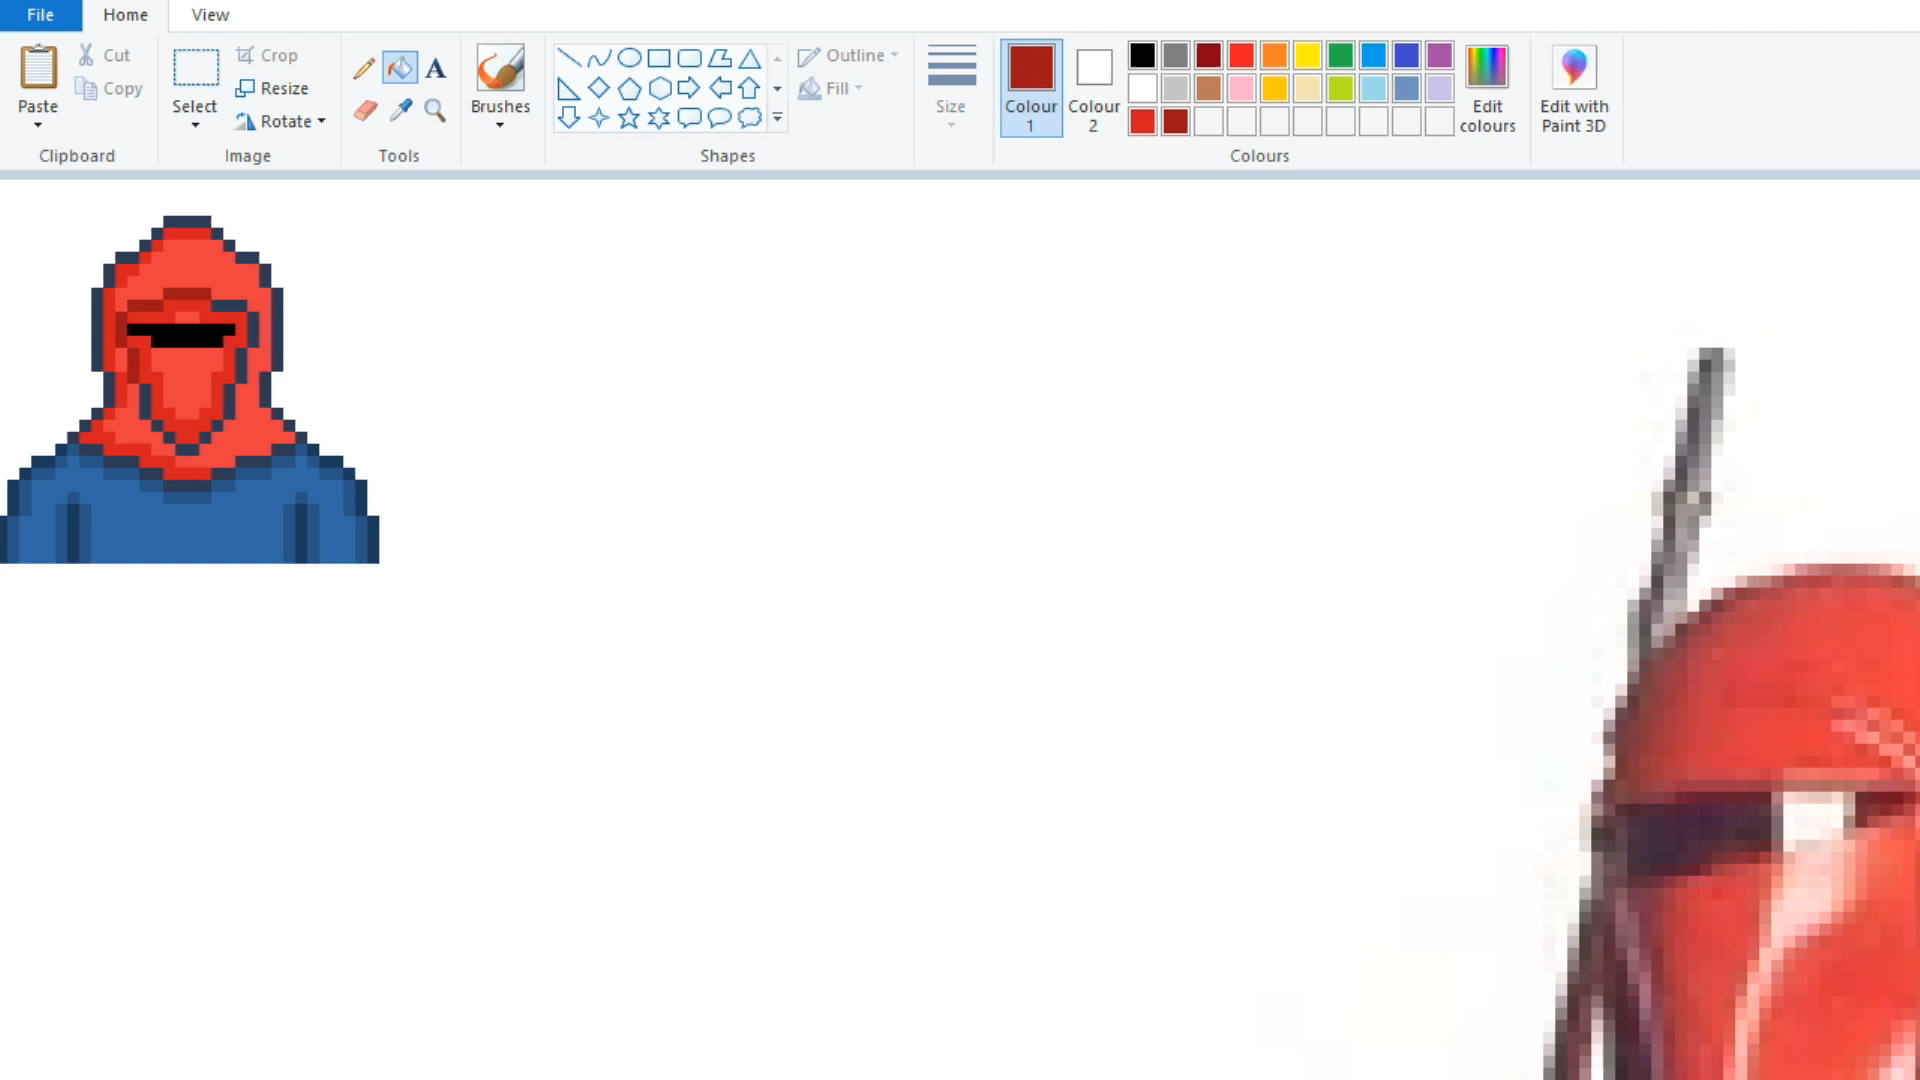 File Home View
Paste
Cut
Copy
Clipboard
Select
Crop
Resize
Rotate
Image
A
Tools
Brushes
Shapes
Outline
Fill
Size
Colour
1
Colour
2
Edit
colours
Colours
Edit with
Paint 3D